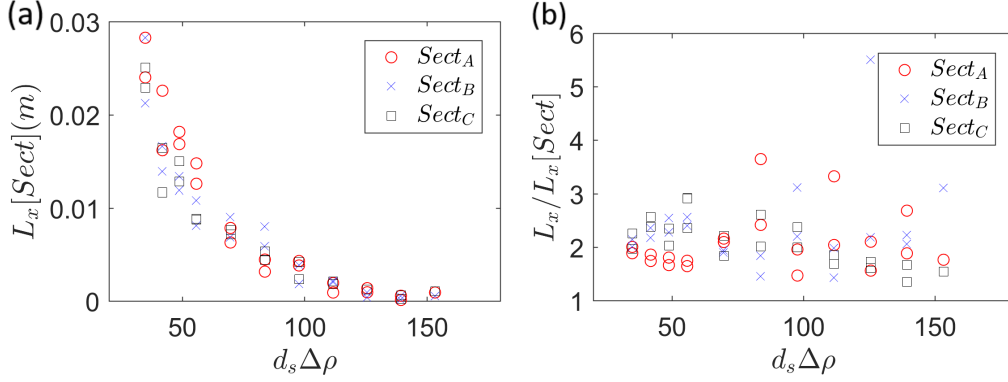 (a)
0.03
0.02
0.01
0
L_x[Sect](m)
50
100
150
d_sΔρ
Sect_A
Sect_B
Sect_C
(b)
6
5
4
3
2
1
L_x/L_x[Sect]
50
100
150
d_sΔρ
Sect_A
Sect_B
Sect_C